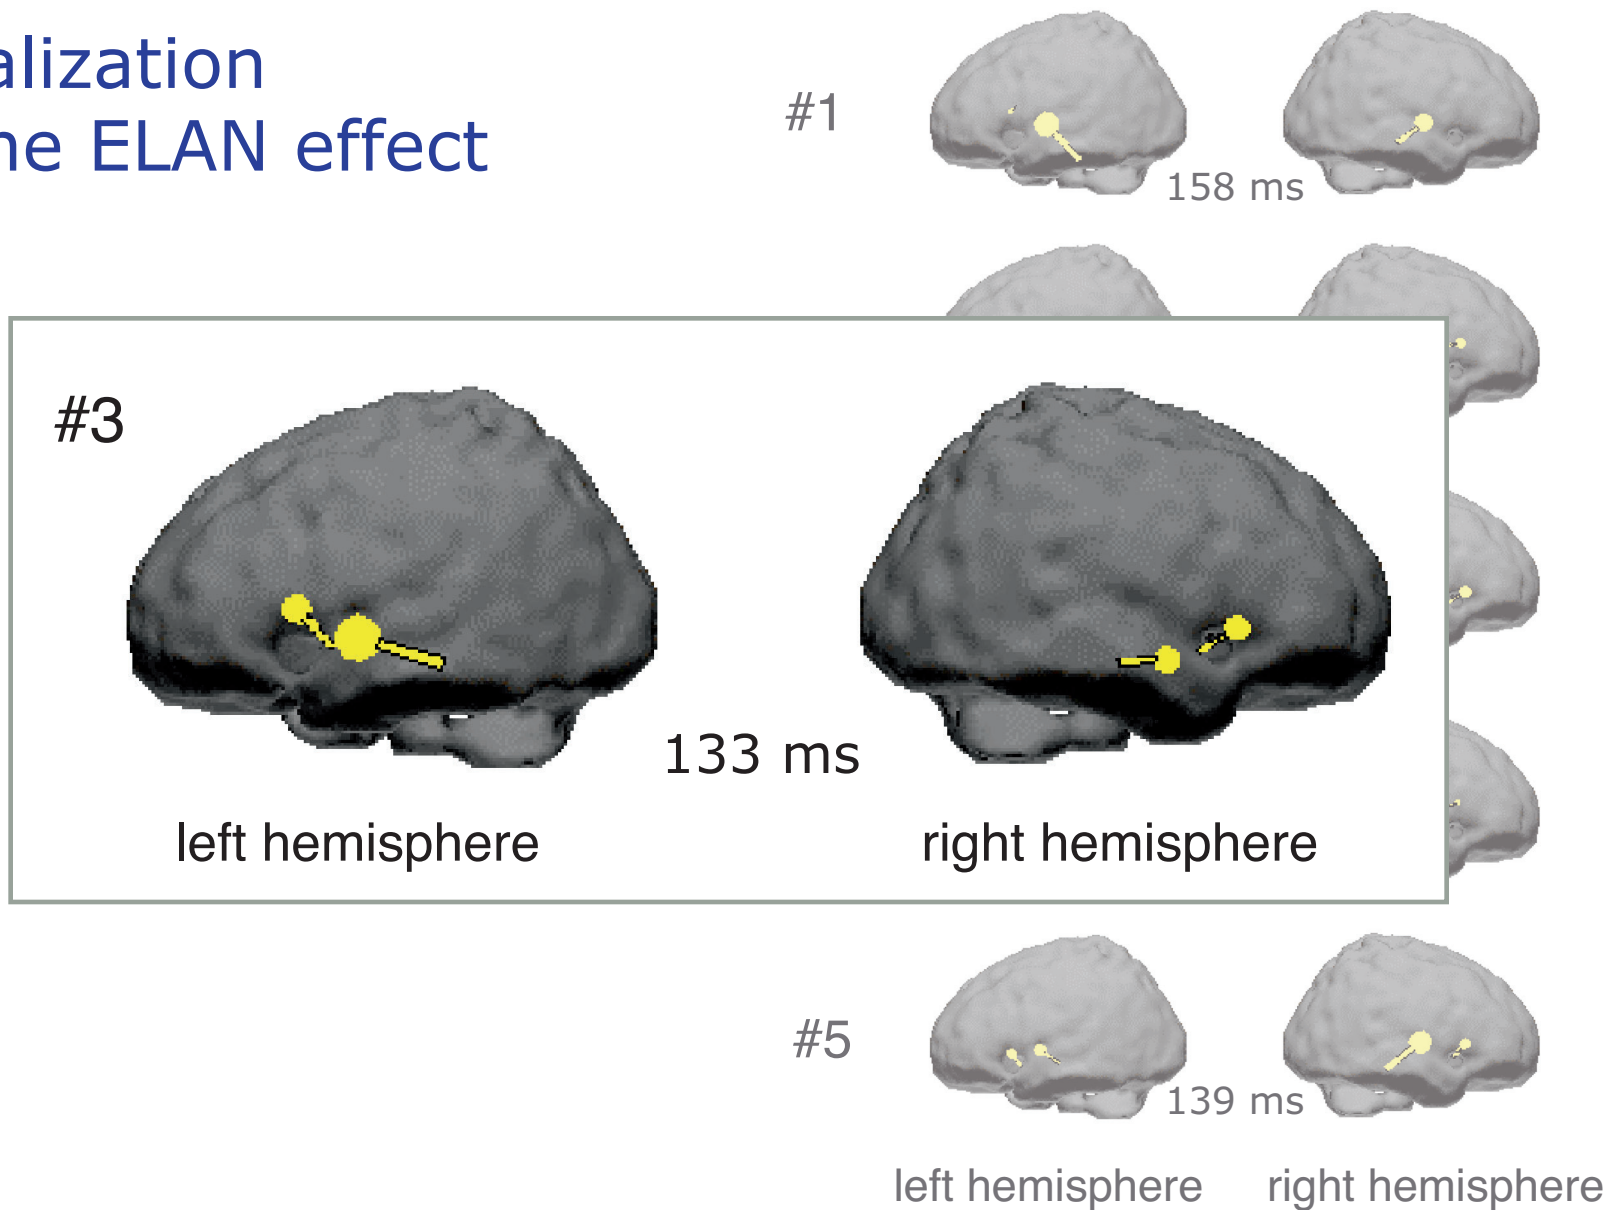 alization
ne ELAN effect
#1
158 ms
#3
133 ms
left hemisphere
right hemisphere
#5
139 ms
left hemisphere
right hemisphere